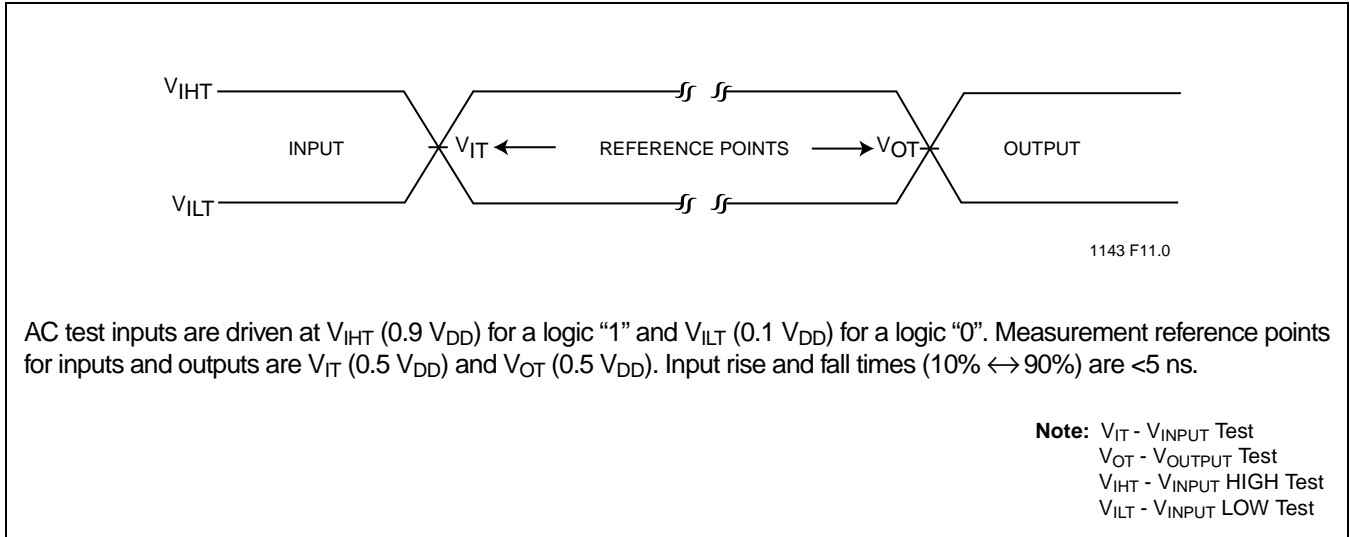 VIHT
INPUT VIT REFERENCE POINTS VOT OUTPUT
VILT
1143 F11.0
AC test inputs are driven at VIHT (0.9 VDD) for a logic “1” and VILT (0.1 VDD) for a logic “0”. Measurement reference points
for inputs and outputs are VIT (0.5 VDD) and VOT (0.5 VDD). Input rise and fall times (10% ↔ 90%) are <5 ns.
Note: VIT - VINPUT Test
VOT - VOUTPUT Test
VIHT - VINPUT HIGH Test
VILT - VINPUT LOW Test